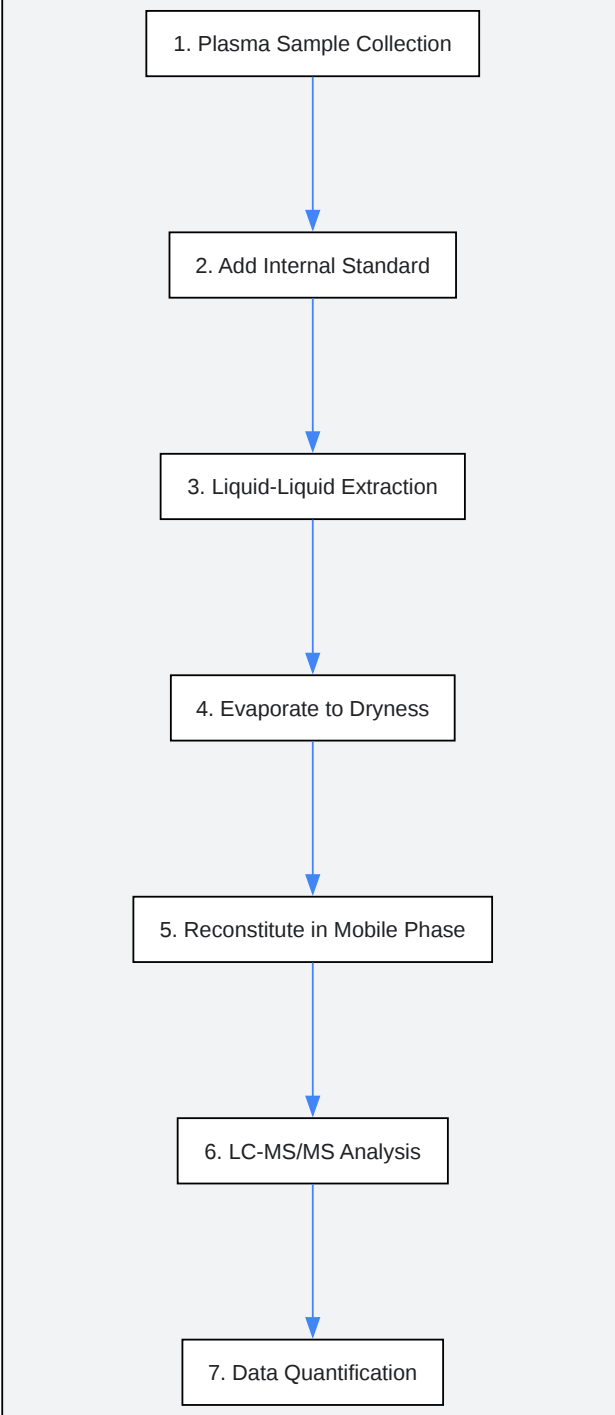 1. Plasma Sample Collection
2. Add Internal Standard
3. Liquid-Liquid Extraction
4. Evaporate to Dryness
5. Reconstitute in Mobile Phase
6. LC-MS/MS Analysis
7. Data Quantification